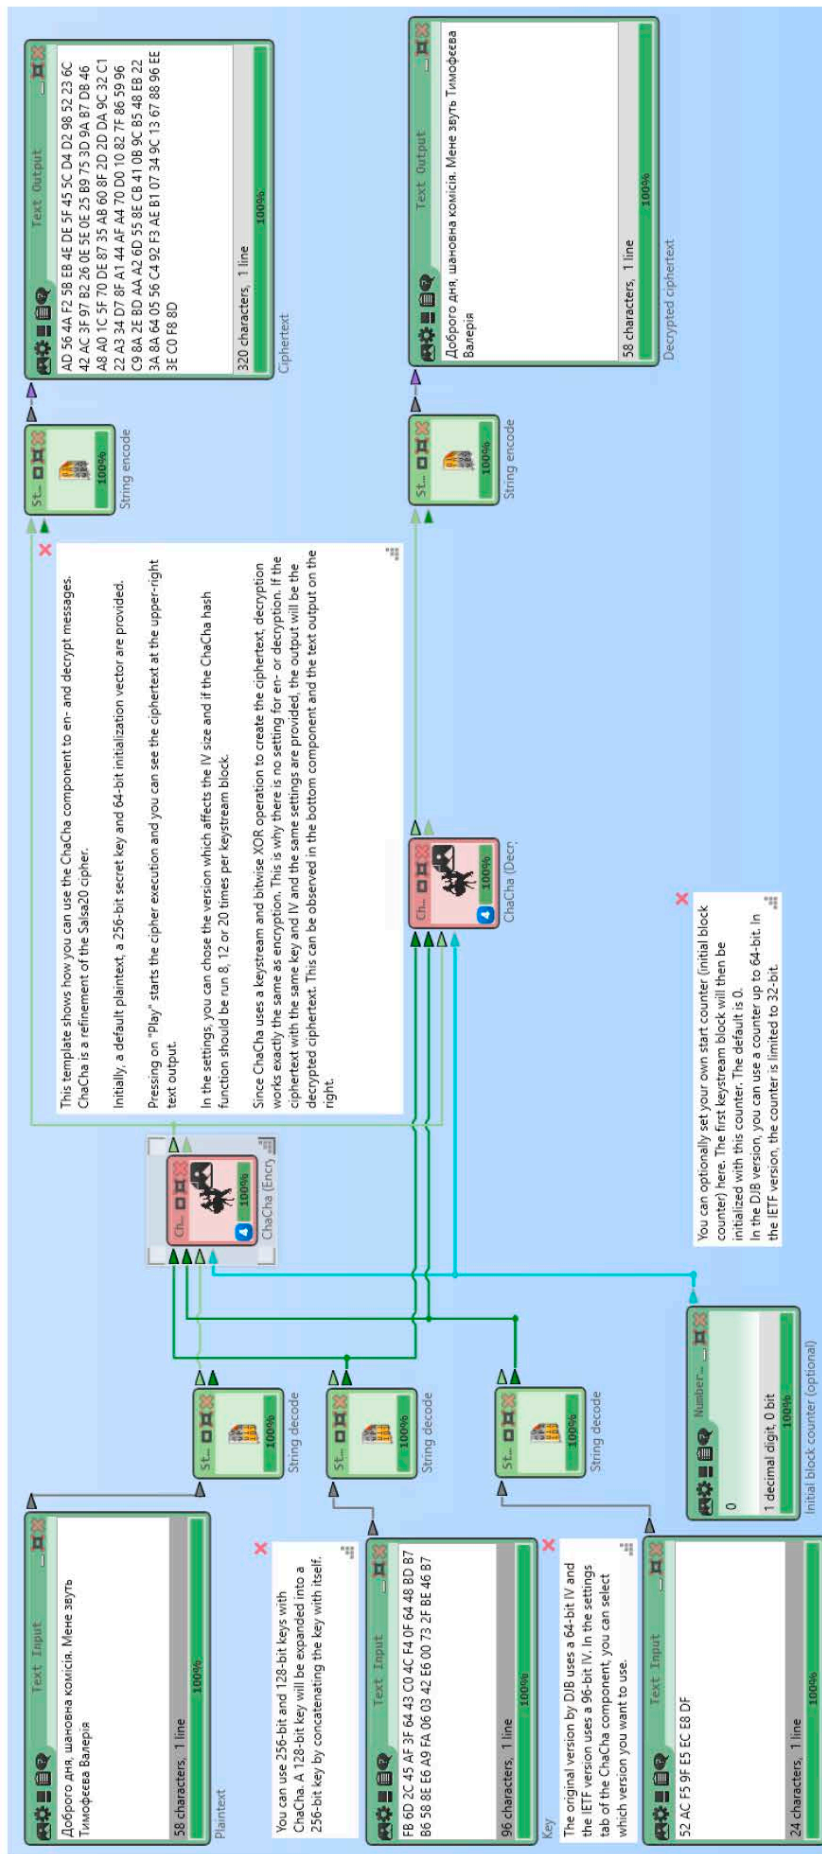 Text Input
Доброго дня, шановна комісія. Мене звуть
Тимофєєва Валерія
58 characters, 1 line
100%
Plaintext
You can use 256-bit and 128-bit keys with
ChaCha. A 128-bit key will be expanded into a
256-bit key by concatenating the key with itself.
Text Input
FB 6D 2C 45 AF 3F 64 43 C0 4C F4 0F 64 48 BD B7
B6 58 8E E6 A9 FA 06 03 42 E6 00 73 2F BE 46 B7
96 characters, 1 line
100%
Key
The original version by DJB uses a 64-bit IV and
the IETF version uses a 96-bit IV. In the settings
tab of the ChaCha component, you can select
which version you want to use.
Text Input
52 AC F5 9F E5 EC E8 DF
24 characters, 1 line
100%
St...
100%
String decode
St...
100%
String decode
St...
100%
String decode
Number...
0
1 decimal digit, 0 bit
100%
Initial block counter (optional)
Ch...
4
100%
ChaCha (Encry
This template shows how you can use the ChaCha component to en- and decrypt messages.
ChaCha is a refinement of the Salsa20 cipher.
Initially, a default plaintext, a 256-bit secret key and 64-bit initialization vector are provided.
Pressing on "Play" starts the cipher execution and you can see the ciphertext at the upper-right
text output.
In the settings, you can chose the version which affects the IV size and if the ChaCha hash
function should be run 8, 12 or 20 times per keystream block.
Since ChaCha uses a keystream and bitwise XOR operation to create the ciphertext, decryption
works exactly the same as encryption. This is why there is no setting for en- or decryption. If the
ciphertext with the same key and IV and the same settings are provided, the output will be the
decrypted ciphertext. This can be observed in the bottom component and the text output on the
right.
You can optionally set your own start counter (initial block
counter) here. The first keystream block will then be
initialized with this counter. The default is 0.
In the DJB version, you can use a counter up to 64-bit. In
the IETF version, the counter is limited to 32-bit.
Ch...
4
100%
ChaCha (Decr
St...
100%
String encode
St...
100%
String encode
Text Output
AD 56 4A F2 5B EB 4E DE 5F 45 5C D4 D2 98 52 23 6C
42 AC 3F 97 B2 26 0E 5E 0E 25 B9 75 3D 9A B7 DB 46
A8 A0 1C 5F 70 DE 87 35 AB 60 8F 2D 2D DA 9C 32 C1
22 A3 34 D7 8F A1 44 AF A4 70 D0 10 82 7F 86 59 96
C9 8A 2E BD AA A2 6D 55 8E CB 41 0B 9C B5 48 EB 22
3A 8A 64 05 56 C4 92 F3 AE B1 07 34 9C 13 67 88 96 EE
3E C0 F8 8D
320 characters, 1 line
100%
Ciphertext
Text Output
Доброго дня, шановна комісія. Мене звуть Тимофєєва
Валерія
58 characters, 1 line
100%
Decrypted ciphertext